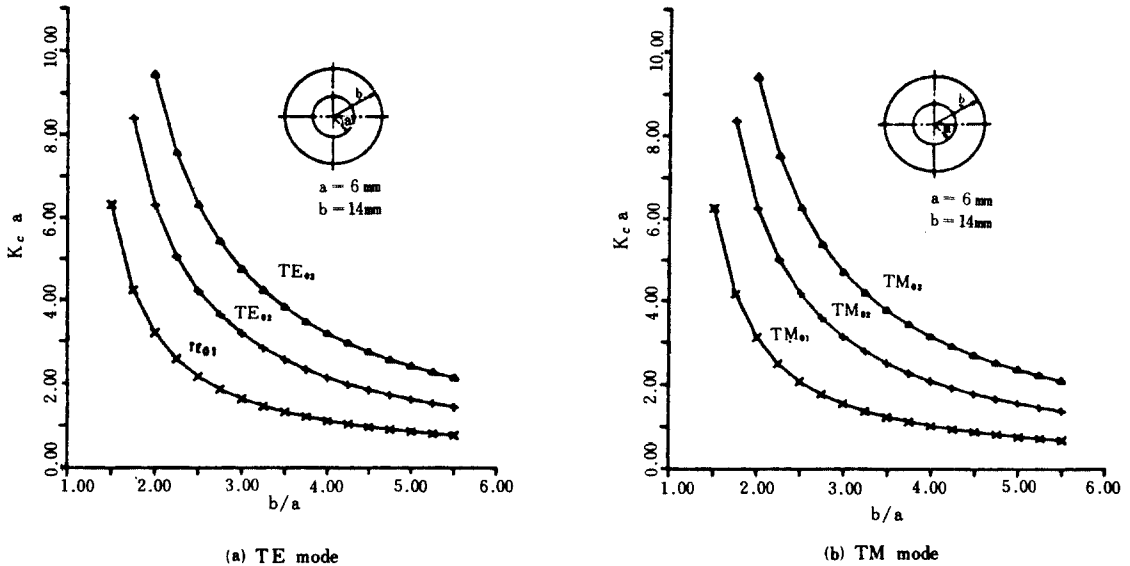 10.00
8.00
6.00
4.00
2.00
0.00
K_c a
b
a
a = 6 mm
b = 14mm
TE₀₃
TE₀₂
TE₀₁
1.00 2.00 3.00 4.00 5.00 6.00
b/a
(a) TE mode
10.00
8.00
6.00
4.00
2.00
0.00
K_c a
b
a
a = 6 mm
b = 14mm
TM₀₃
TM₀₂
TM₀₁
1.00 2.00 3.00 4.00 5.00 6.00
b/a
(b) TM mode